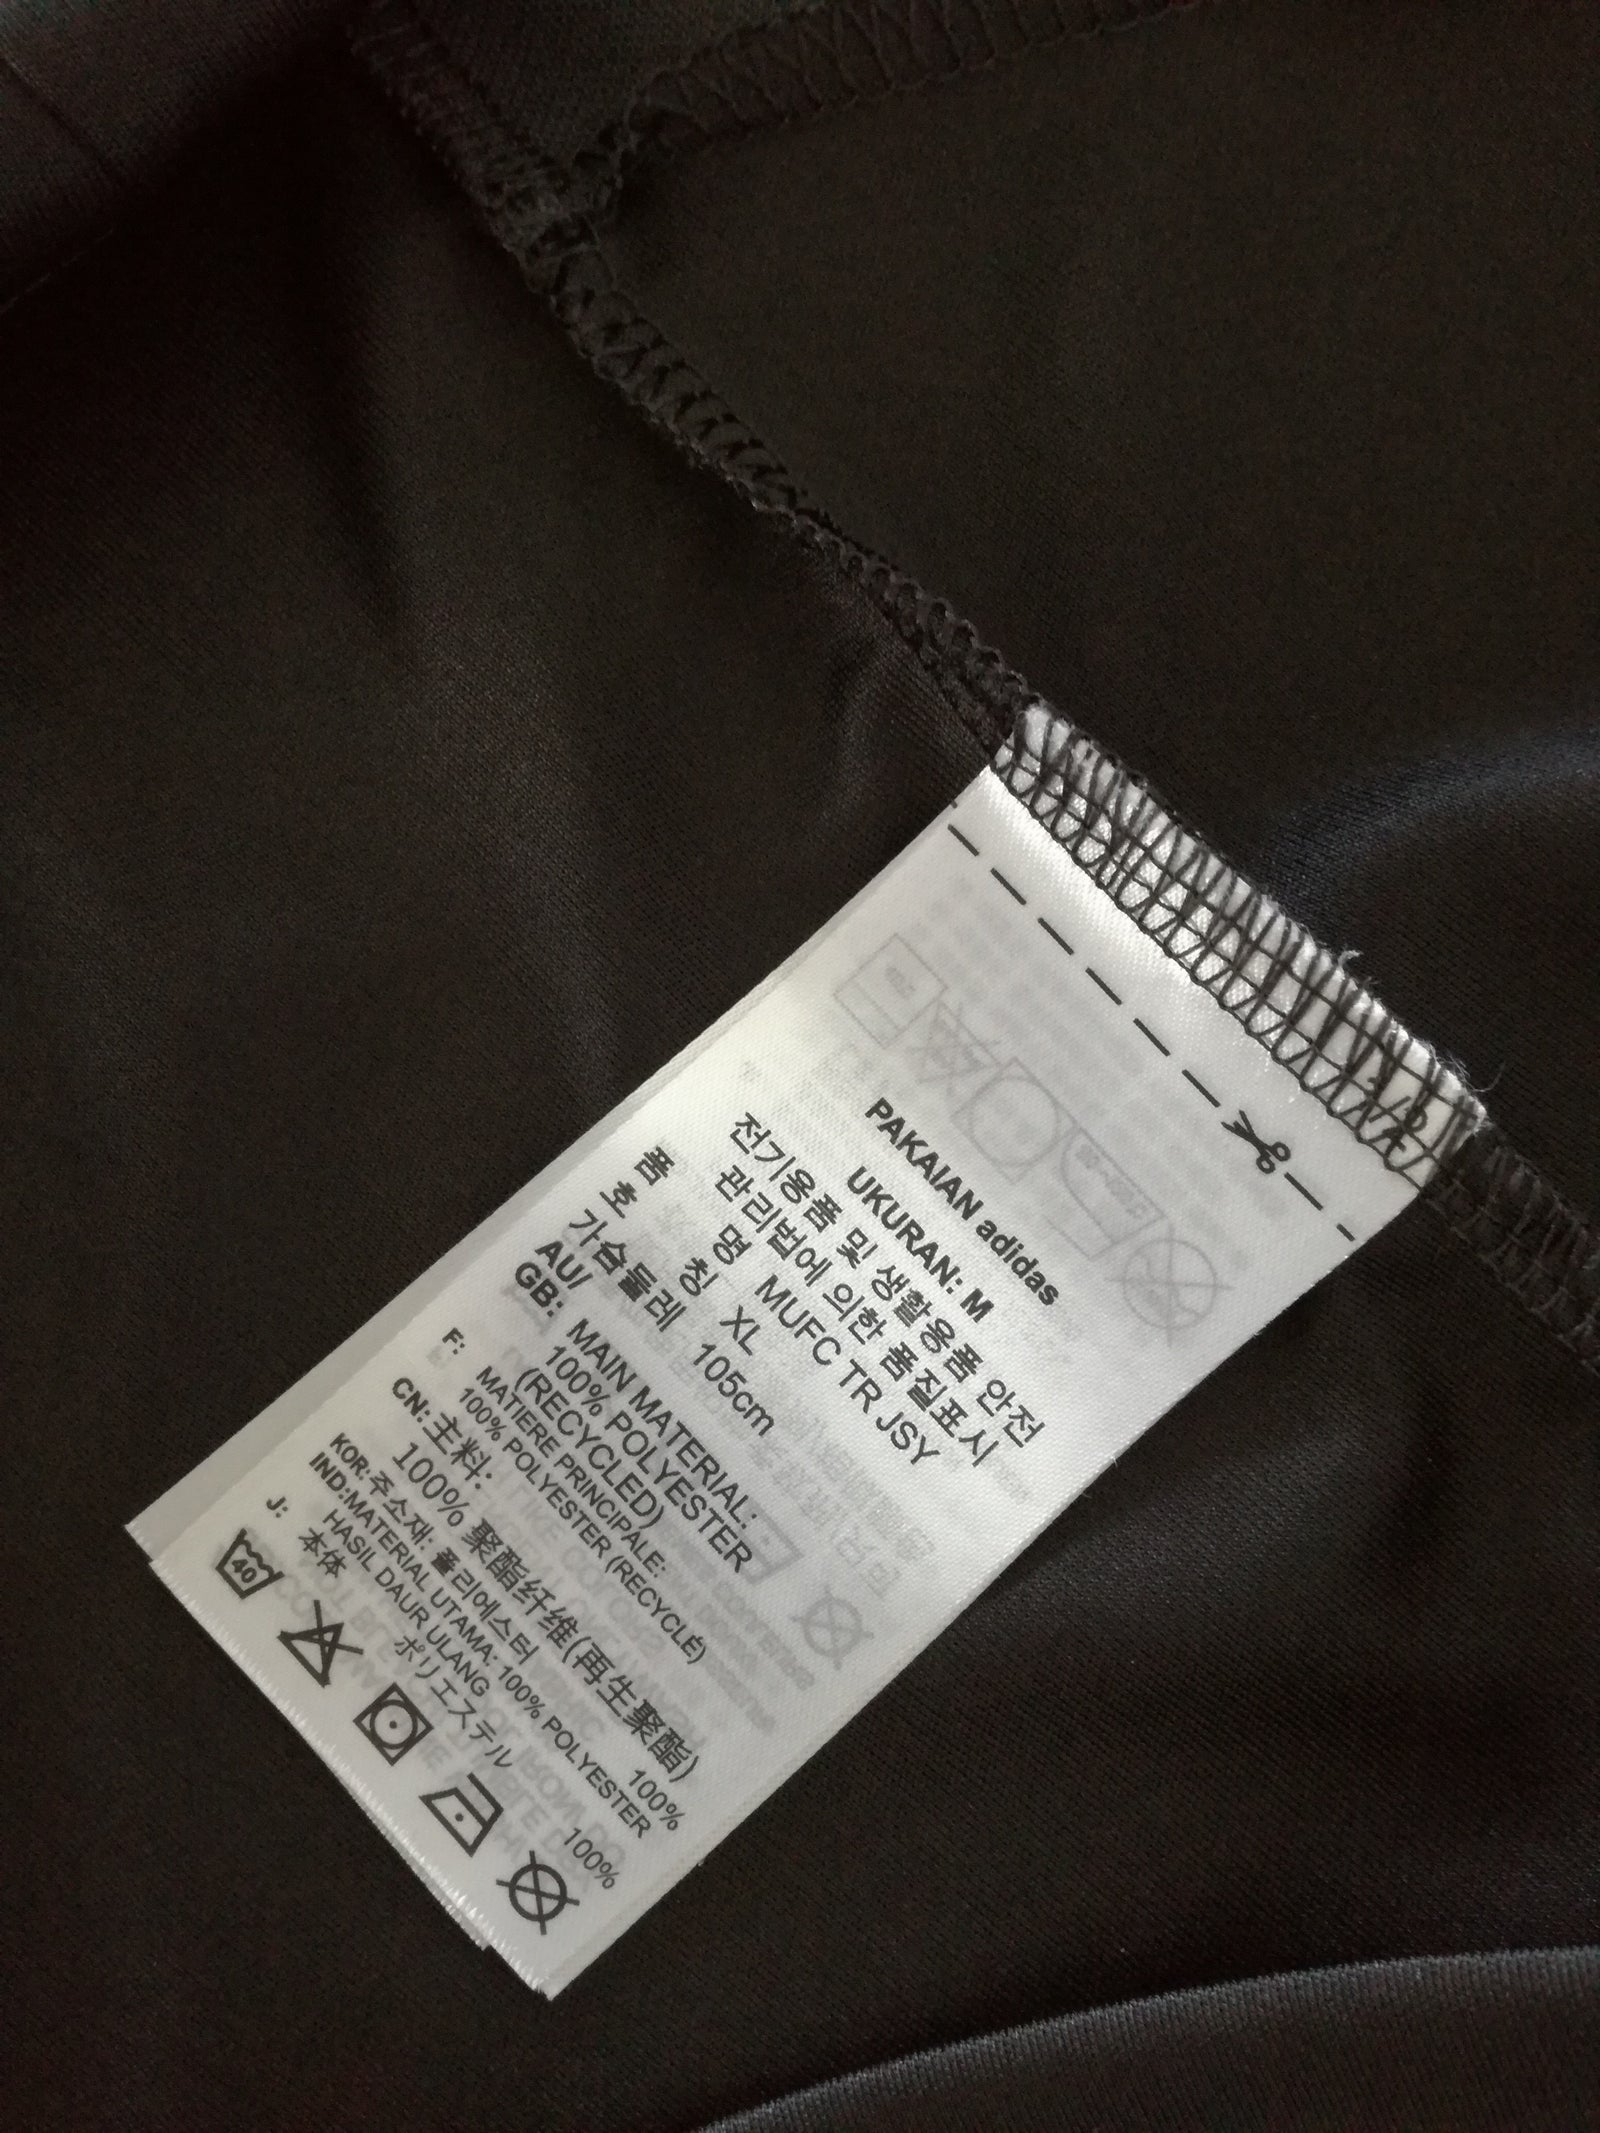 PAKAIAN adidas
UKURAN: M
전기용품 및 생활용품 안전
관리법에 의한 품질표시
품 명 MUFC TR JSY
호 칭 XL
가슴둘레 105cm
AU/
GB: MAIN MATERIAL:
100% POLYESTER
(RECYCLED)
F: MATIERE PRINCIPALE:
100% POLYESTER (RECYCLÉ)
CN: 主料:
100% 聚酯纤维(再生聚酯)
KOR: 주소재: 폴리에스터 100%
IND: MATERIAL UTAMA: 100% POLYESTER
HASIL DAUR ULANG
J: 本体 ポリエステル 100%
40